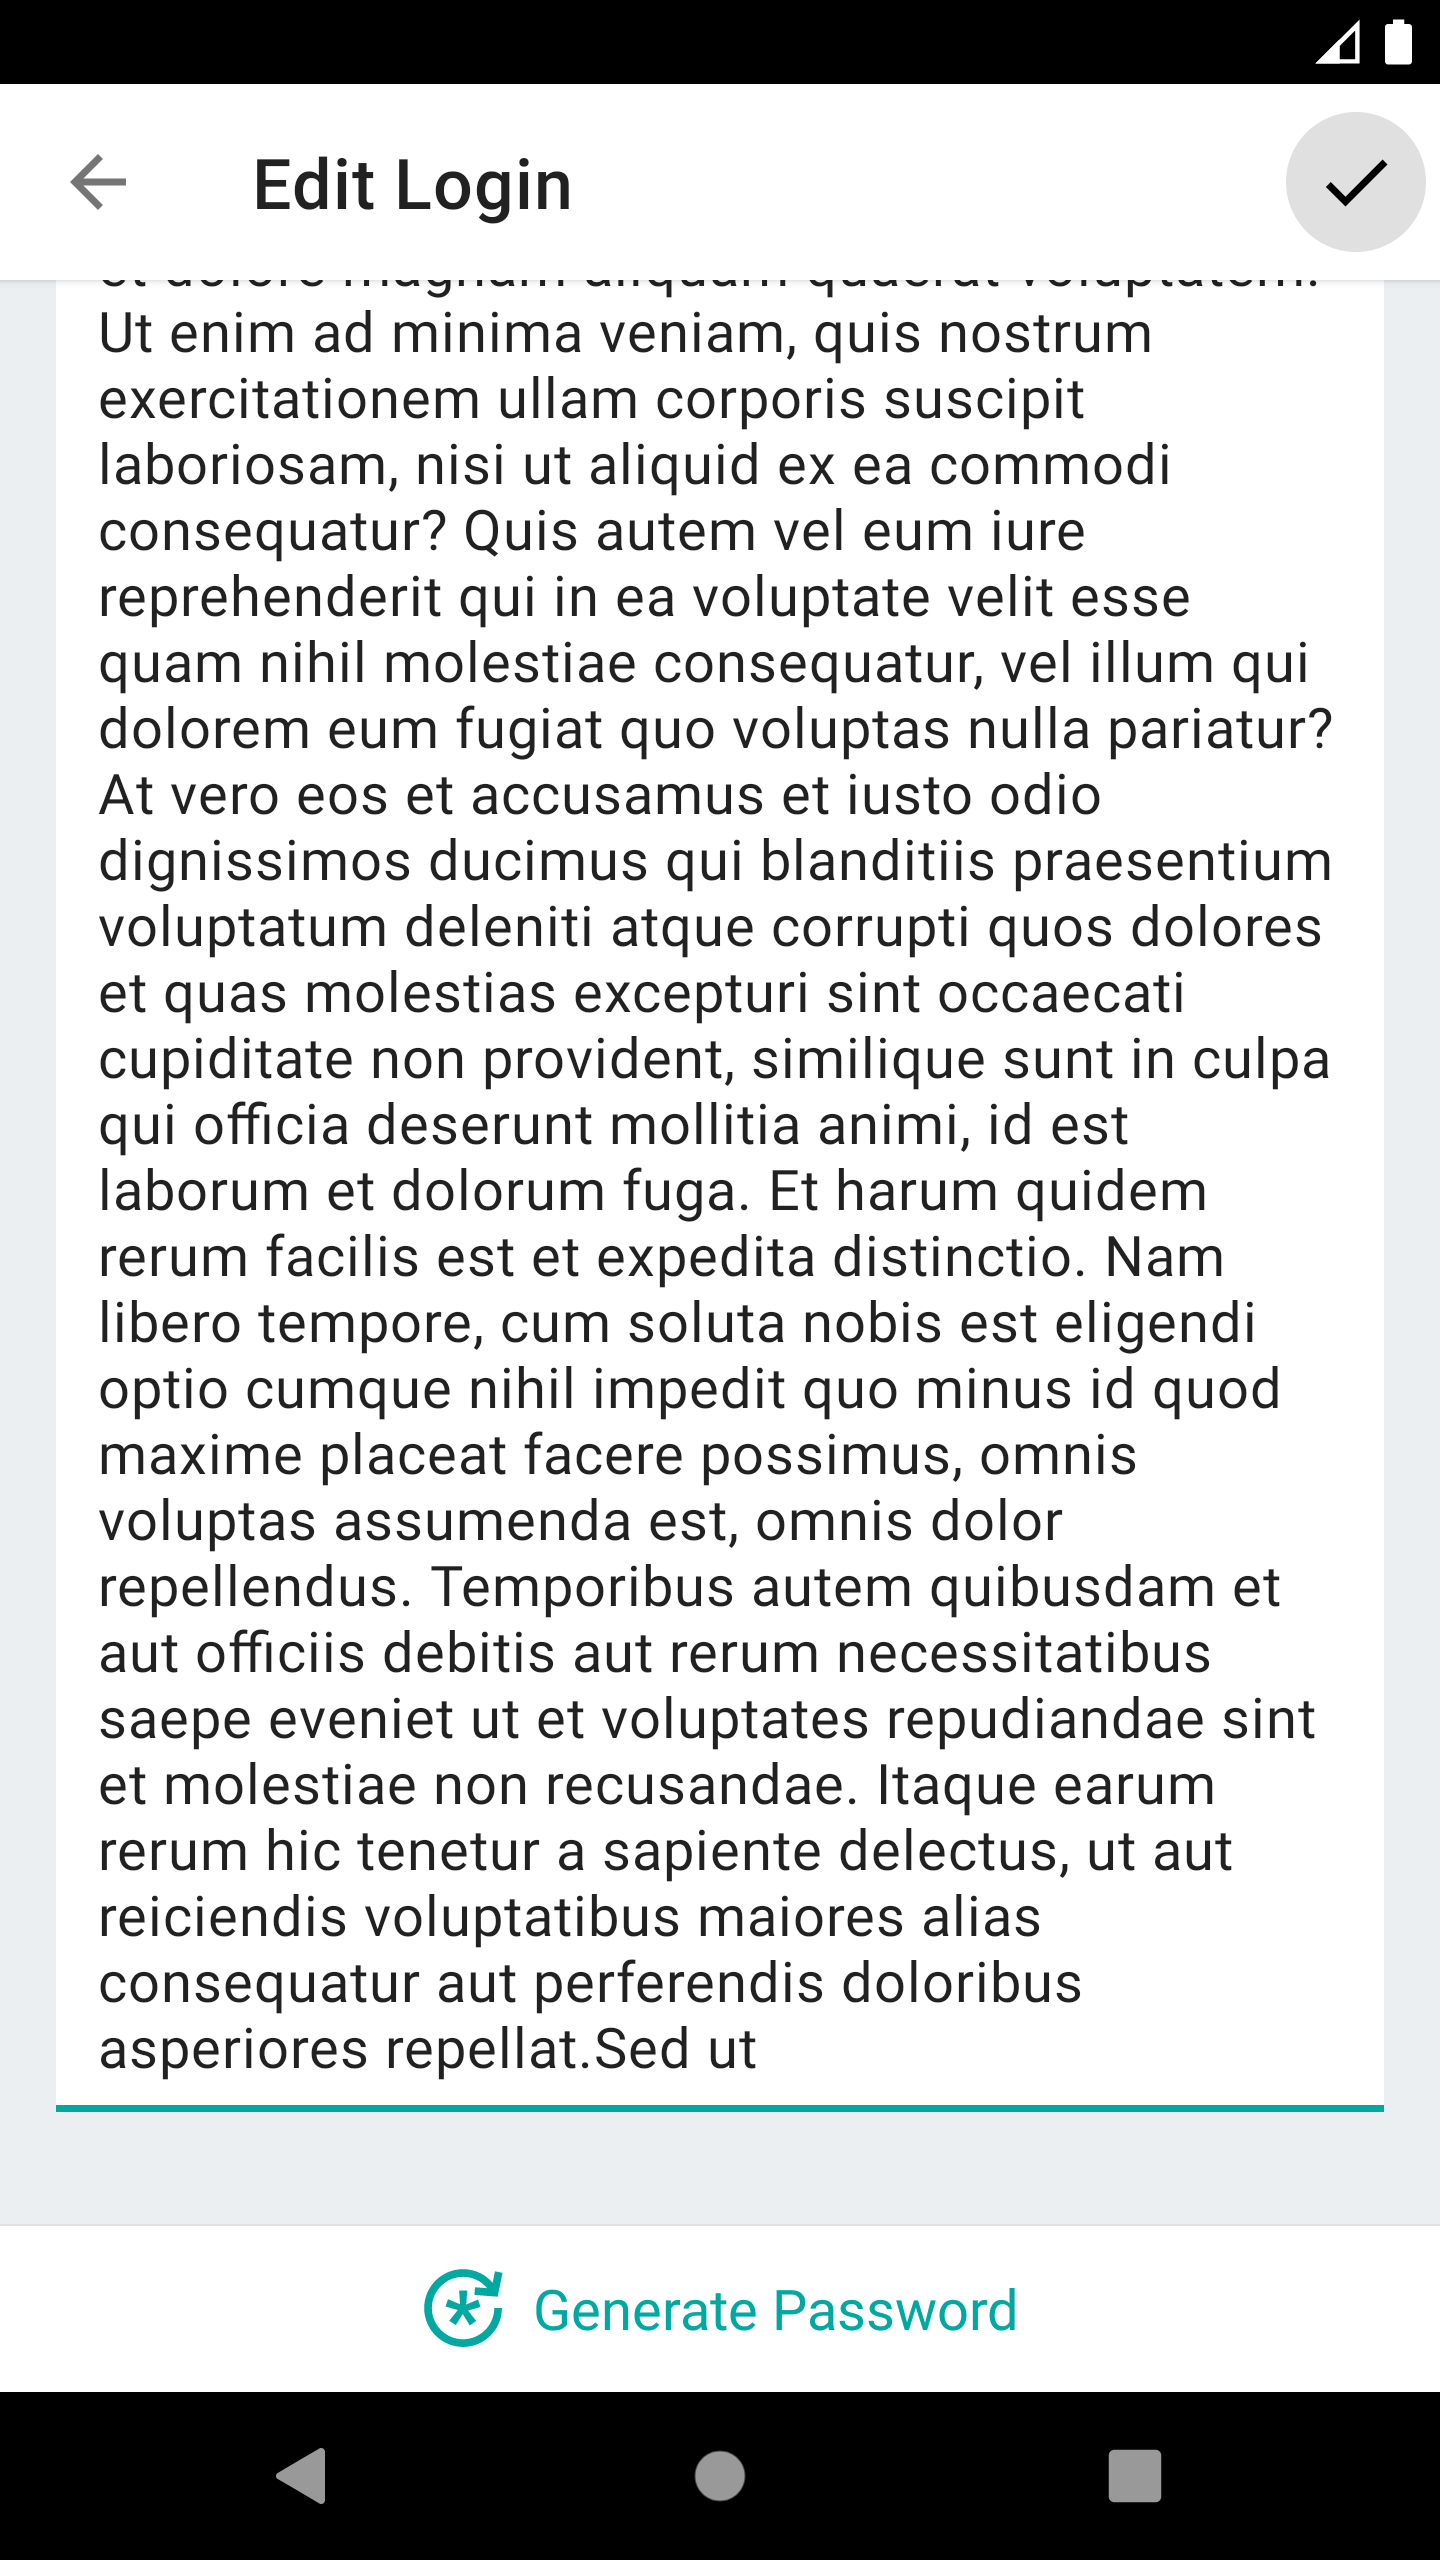 Edit Login
et dolore magnam aliquam quaerat voluptatem.
Ut enim ad minima veniam, quis nostrum
exercitationem ullam corporis suscipit
laboriosam, nisi ut aliquid ex ea commodi
consequatur? Quis autem vel eum iure
reprehenderit qui in ea voluptate velit esse
quam nihil molestiae consequatur, vel illum qui
dolorem eum fugiat quo voluptas nulla pariatur?
At vero eos et accusamus et iusto odio
dignissimos ducimus qui blanditiis praesentium
voluptatum deleniti atque corrupti quos dolores
et quas molestias excepturi sint occaecati
cupiditate non provident, similique sunt in culpa
qui officia deserunt mollitia animi, id est
laborum et dolorum fuga. Et harum quidem
rerum facilis est et expedita distinctio. Nam
libero tempore, cum soluta nobis est eligendi
optio cumque nihil impedit quo minus id quod
maxime placeat facere possimus, omnis
voluptas assumenda est, omnis dolor
repellendus. Temporibus autem quibusdam et
aut officiis debitis aut rerum necessitatibus
saepe eveniet ut et voluptates repudiandae sint
et molestiae non recusandae. Itaque earum
rerum hic tenetur a sapiente delectus, ut aut
reiciendis voluptatibus maiores alias
consequatur aut perferendis doloribus
asperiores repellat.Sed ut
Generate Password